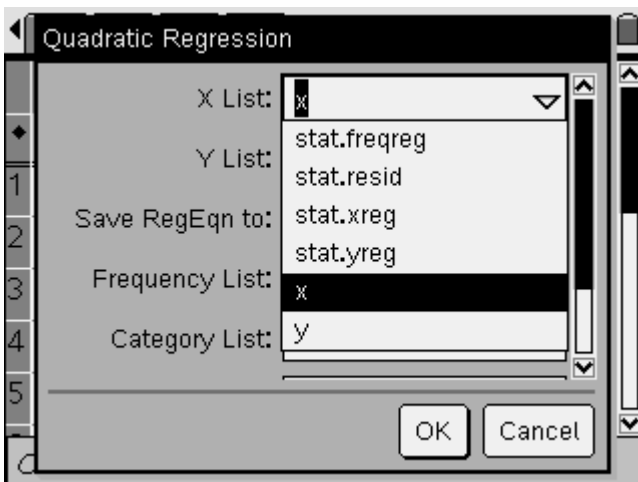 Quadratic Regression
X List: x
stat.freqreg
Y List:
stat.resid
Save RegEqn to:
stat.xreg
stat.yreg
Frequency List:
x
Category List:
y
1
2
3
4
5
OK Cancel